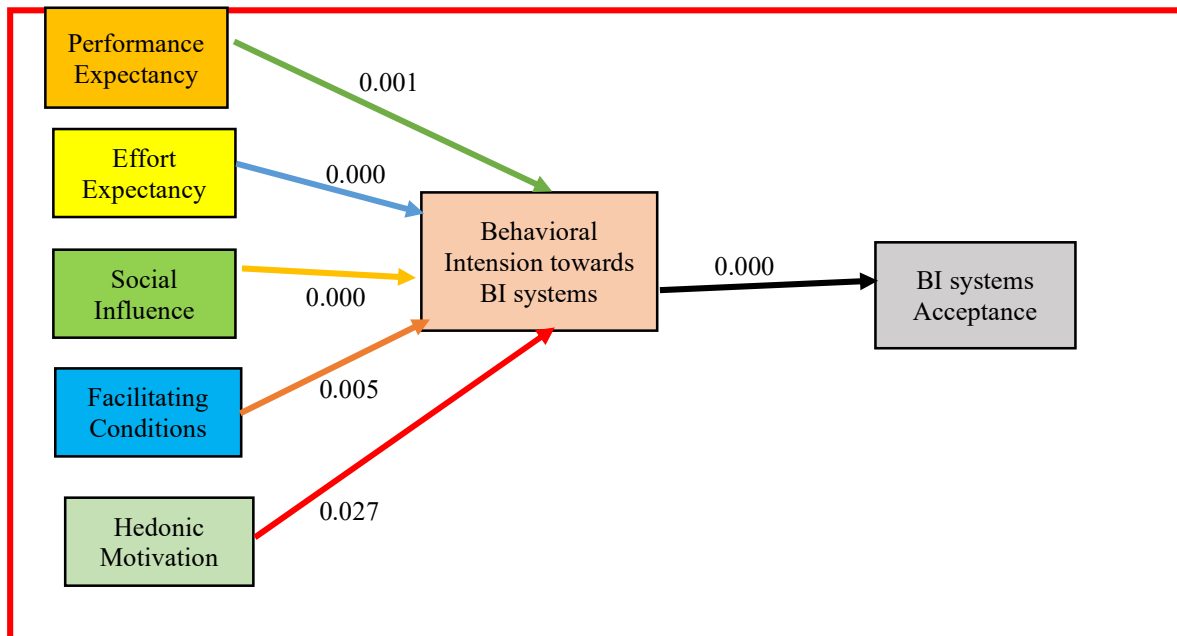 Performance
Expectancy
0.001
Effort
Expectancy
0.000
Social
Influence
0.000
Facilitating
Conditions
0.005
Hedonic
Motivation
0.027
Behavioral
Intension towards
BI systems
0.000
BI systems
Acceptance